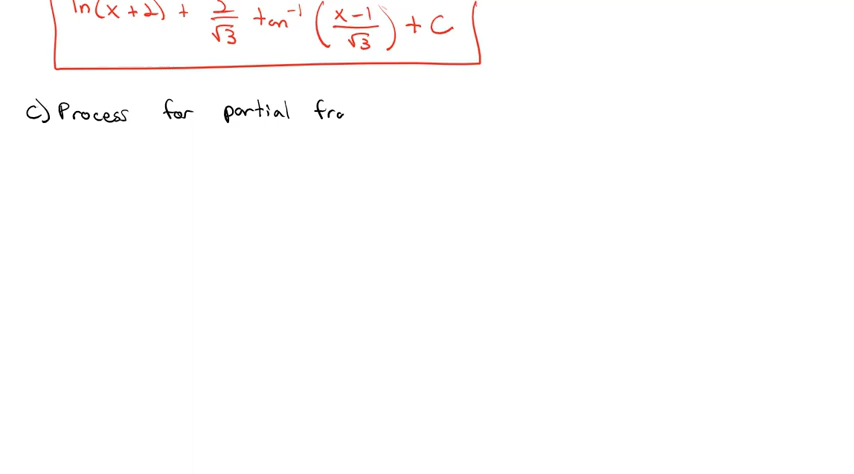 ln(x+2) + 2/√3 tan⁻¹ ( x−1/√3 ) + C
c) Process for partial fra